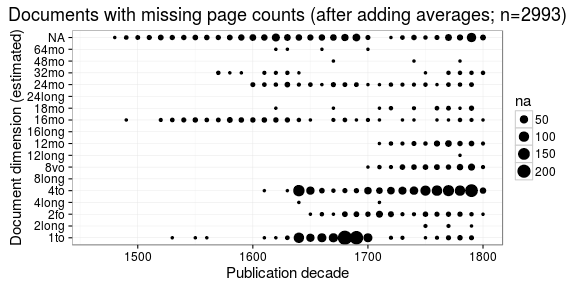 Documents with missing page counts (after adding averages; n=2993)
Document dimension (estimated)
NA
64mo
48mo
32mo
24mo
24long
18mo
16mo
16long
12mo
12long
8vo
8long
4to
4long
2fo
2long
1to
1500 1600 1700 1800
Publication decade
na
50
100
150
200